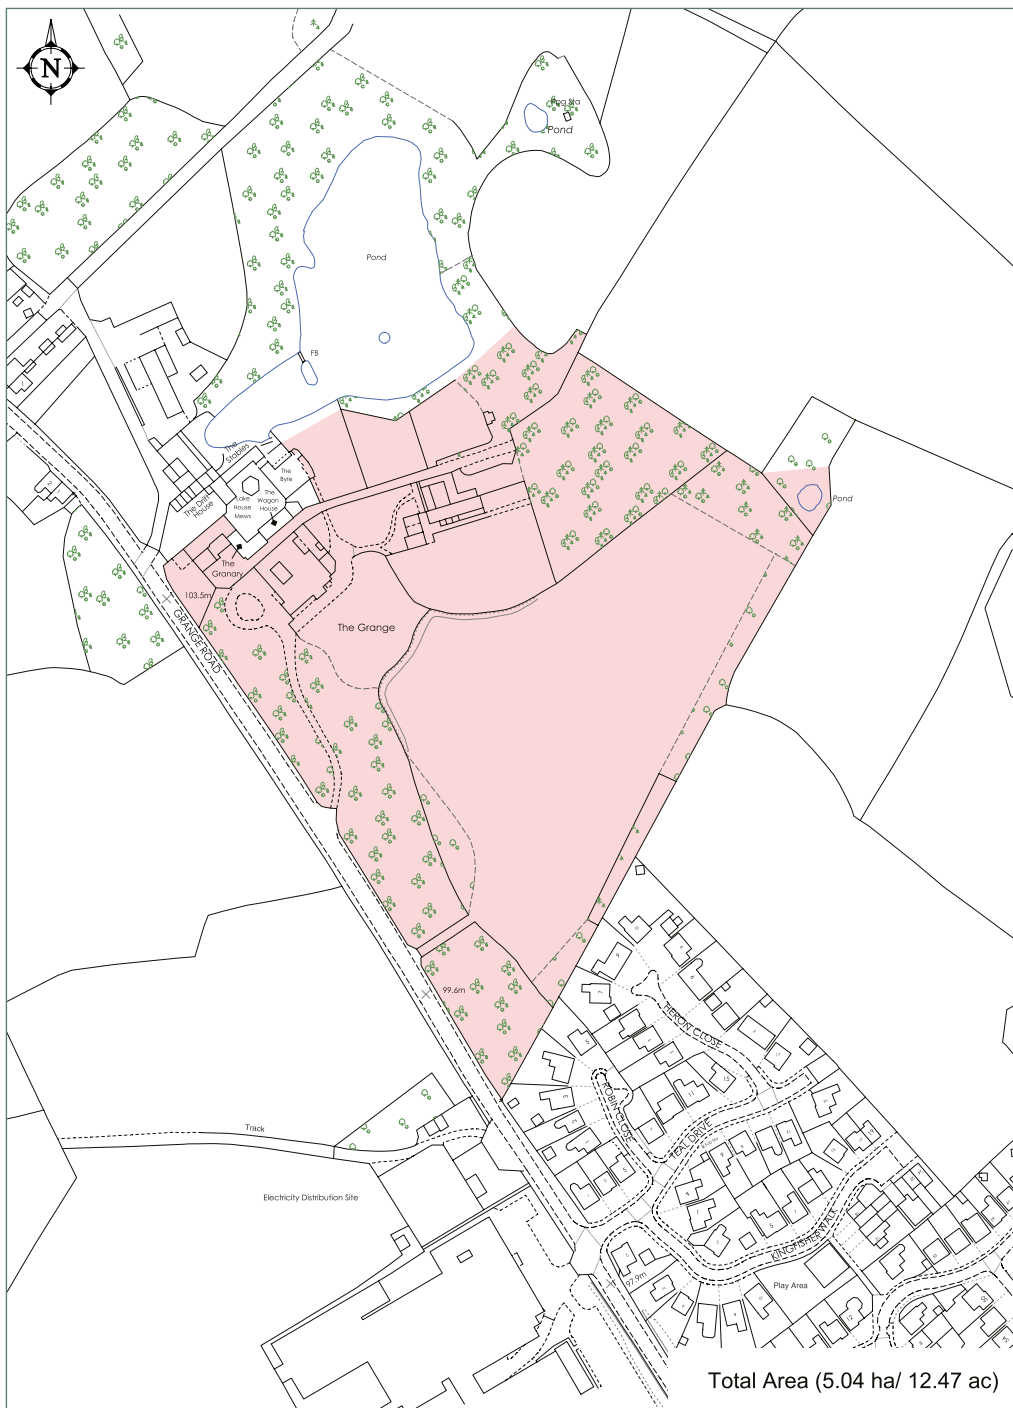 N
Pond
Pond
FB
The
Stables
The
Byre
The Drift
House
Lake
House
Mews
The
Wagon
House
The
Granary
Pond
103.5m
GRANGE ROAD
The Grange
99.6m
HERON CLOSE
ROBIN CLOSE
TEAL DRIVE
Track
Electricity Distribution Site
KINGFISHER WALK
97.9m
Play Area
Total Area (5.04 ha/ 12.47 ac)